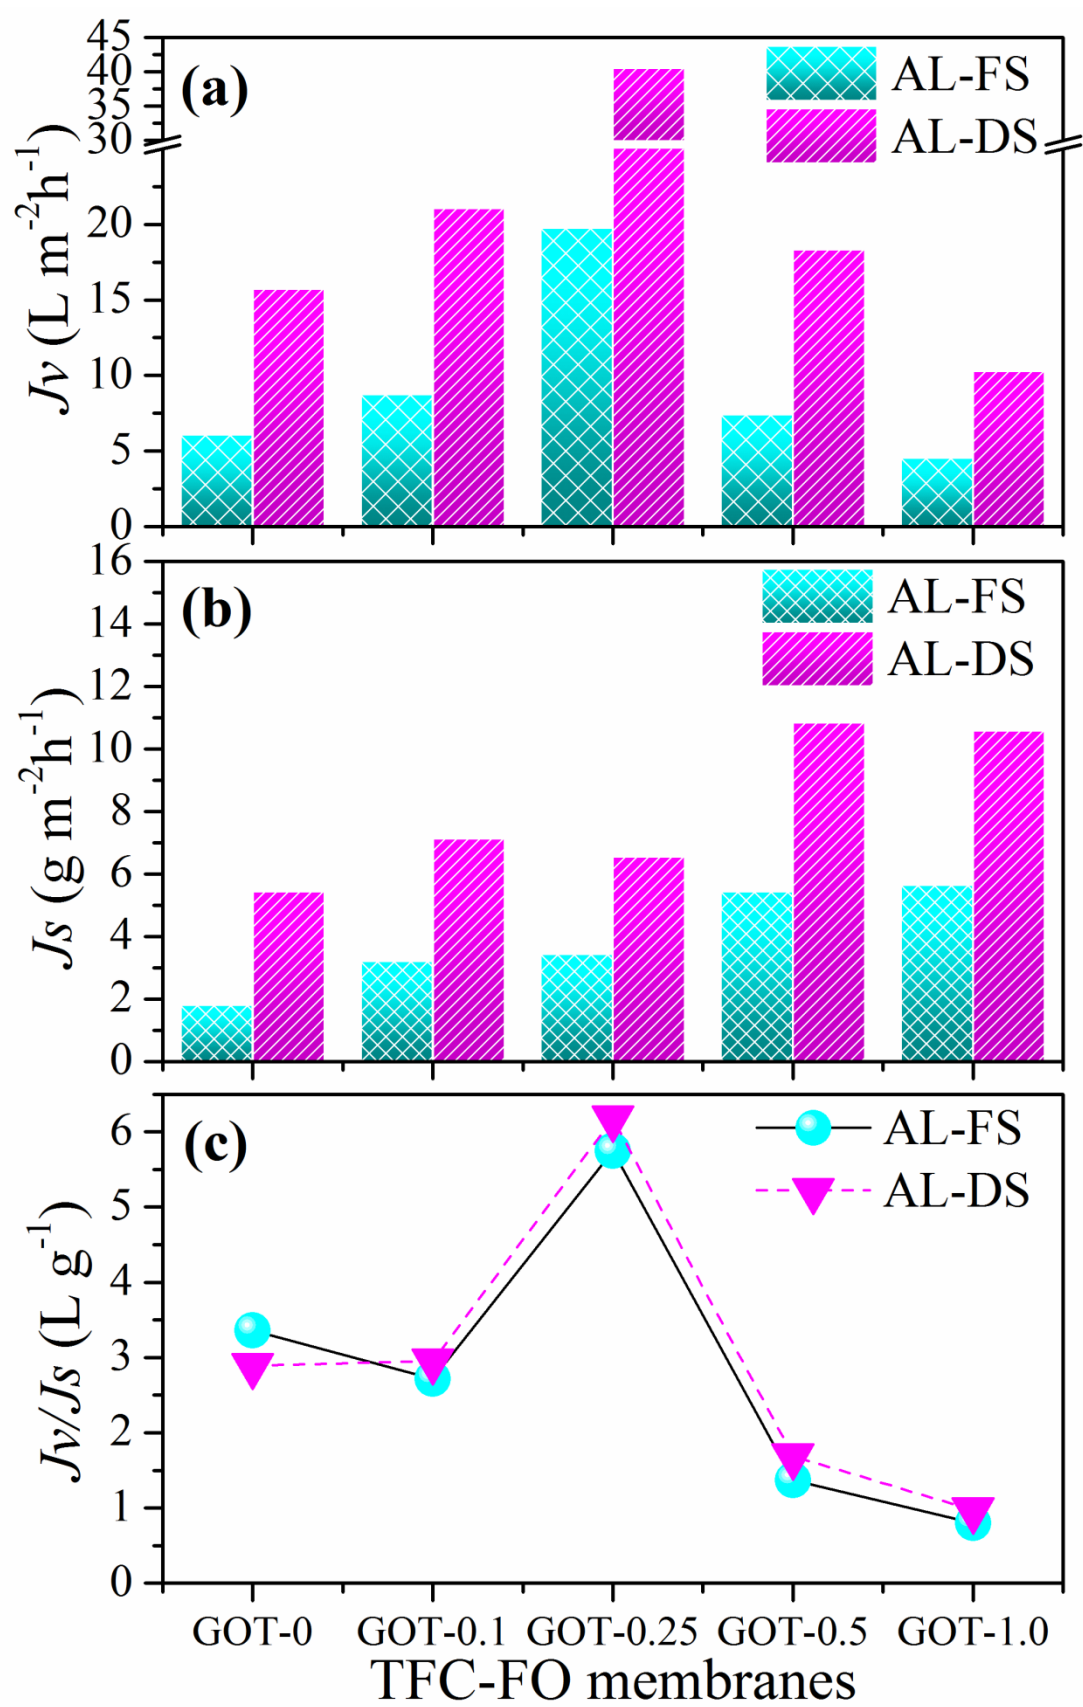 (a)
AL-FS
AL-DS
45
40
35
30
20
15
10
5
0
Jv (L m⁻²h⁻¹)
(b)
AL-FS
AL-DS
16
14
12
10
8
6
4
2
0
Js (g m⁻²h⁻¹)
(c)
AL-FS
AL-DS
6
5
4
3
2
1
0
Jv/Js (L g⁻¹)
GOT-0 GOT-0.1 GOT-0.25 GOT-0.5 GOT-1.0
TFC-FO membranes